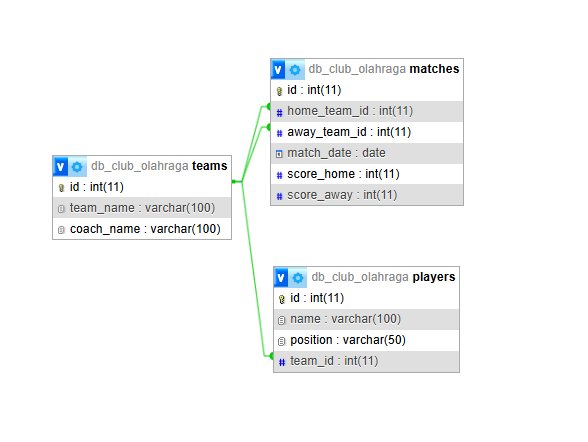 V db_club_olahraga matches
id : int(11)
# home_team_id : int(11)
# away_team_id : int(11)
match_date : date
# score_home : int(11)
# score_away : int(11)
V db_club_olahraga teams
id : int(11)
team_name : varchar(100)
coach_name : varchar(100)
V db_club_olahraga players
id : int(11)
name : varchar(100)
position : varchar(50)
# team_id : int(11)